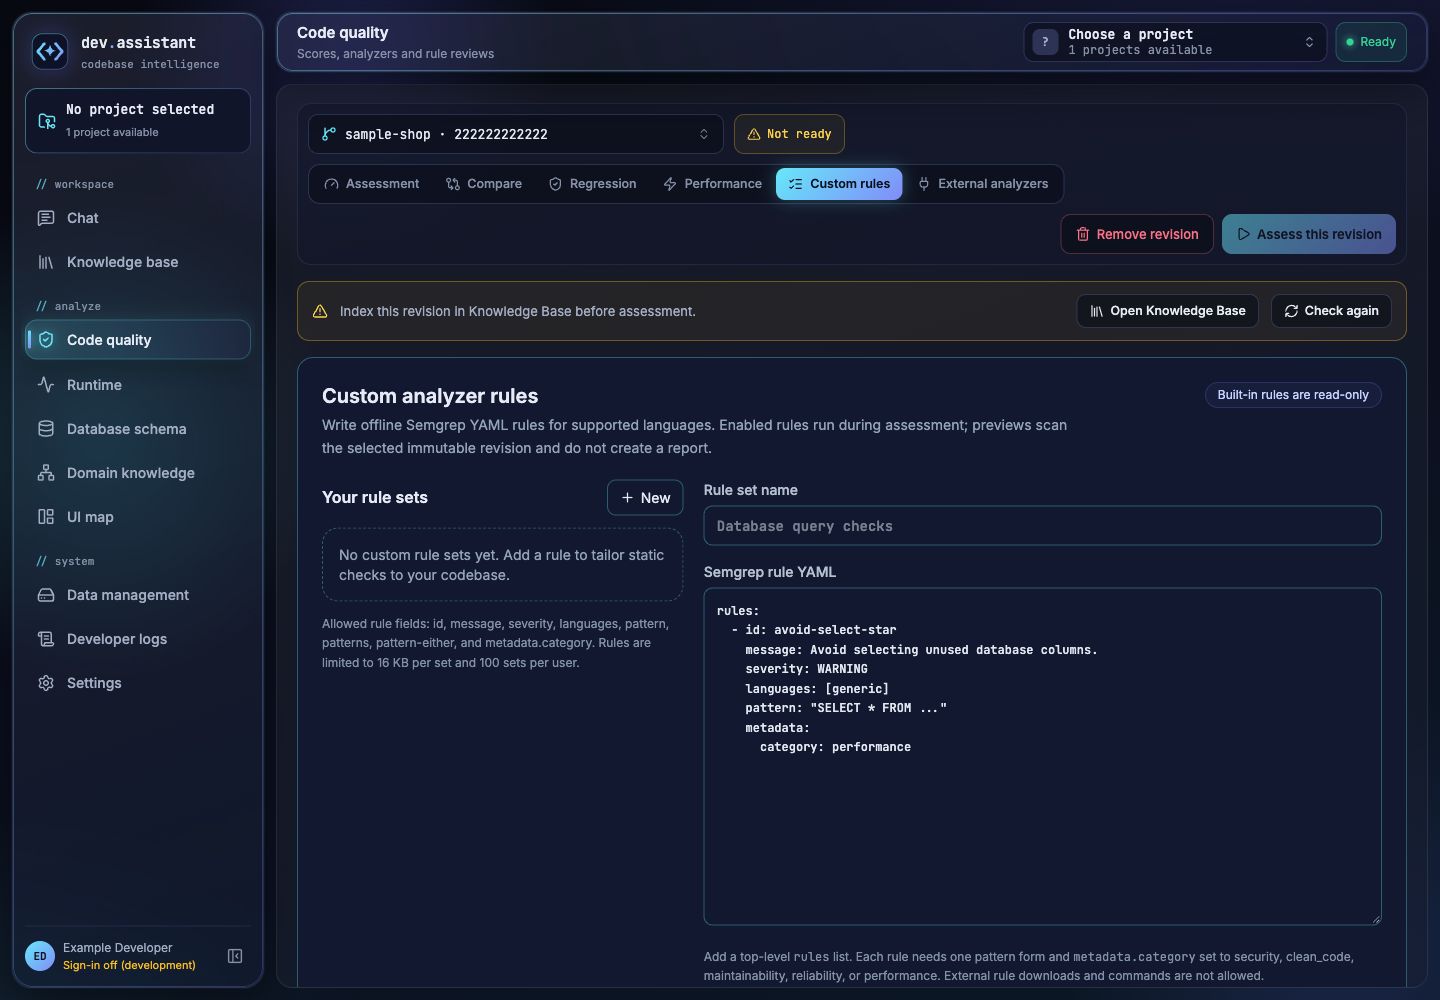 dev.assistant
codebase intelligence
No project selected
1 project available
// workspace
Chat
Knowledge base
// analyze
Code quality
Runtime
Database schema
Domain knowledge
UI map
// system
Data management
Developer logs
Settings
ED
Example Developer
Sign-in off (development)
Code quality
Scores, analyzers and rule reviews
?
Choose a project
1 projects available
Ready
sample-shop · 222222222222
Not ready
Assessment
Compare
Regression
Performance
Custom rules
External analyzers
Remove revision
Assess this revision
Index this revision in Knowledge Base before assessment.
Open Knowledge Base
Check again
Custom analyzer rules
Built-in rules are read-only
Write offline Semgrep YAML rules for supported languages. Enabled rules run during assessment; previews scan
the selected immutable revision and do not create a report.
Your rule sets
New
No custom rule sets yet. Add a rule to tailor static
checks to your codebase.
Allowed rule fields: id, message, severity, languages, pattern,
patterns, pattern-either, and metadata.category. Rules are
limited to 16 KB per set and 100 sets per user.
Rule set name
Database query checks
Semgrep rule YAML
rules:
  - id: avoid-select-star
    message: Avoid selecting unused database columns.
    severity: WARNING
    languages: [generic]
    pattern: "SELECT * FROM ..."
    metadata:
      category: performance
Add a top-level rules list. Each rule needs one pattern form and metadata.category set to security, clean_code,
maintainability, reliability, or performance. External rule downloads and commands are not allowed.